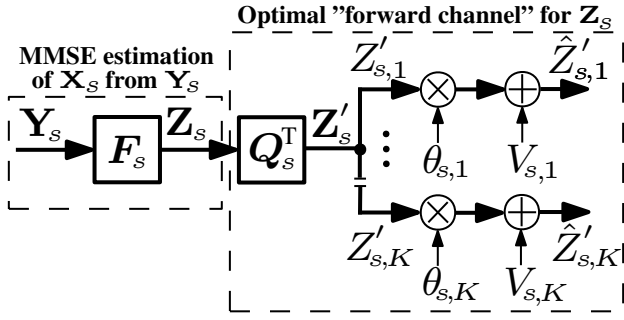 Optimal "forward channel" for Z_s
MMSE estimation
of X_s from Y_s
Y_s
F_s
Z_s
Q_s^T
Z'_s
Z'_{s,1}
×
+
Ẑ'_{s,1}
θ_{s,1}
V_{s,1}
Z'_{s,K}
×
+
Ẑ'_{s,K}
θ_{s,K}
V_{s,K}